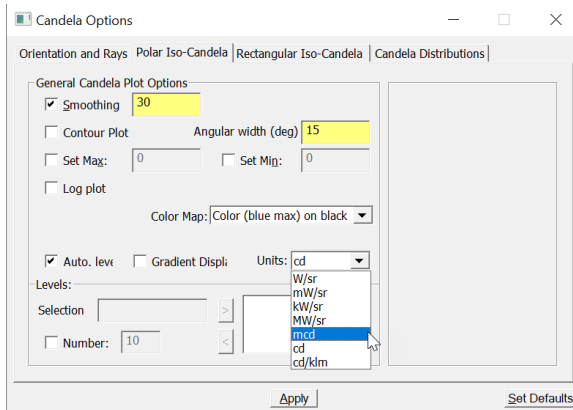 Candela Options
Orientation and Rays Polar Iso-Candela Rectangular Iso-Candela Candela Distributions
General Candela Plot Options
Smoothing 30
Contour Plot Angular width (deg) 15
Set Max: 0 Set Min: 0
Log plot
Color Map: Color (blue max) on black
Auto. leve Gradient Displa Units: cd
W/sr
mW/sr
kW/sr
MW/sr
mcd
cd
cd/klm
Levels:
Selection >
Number: 10 <
Apply Set Defaults